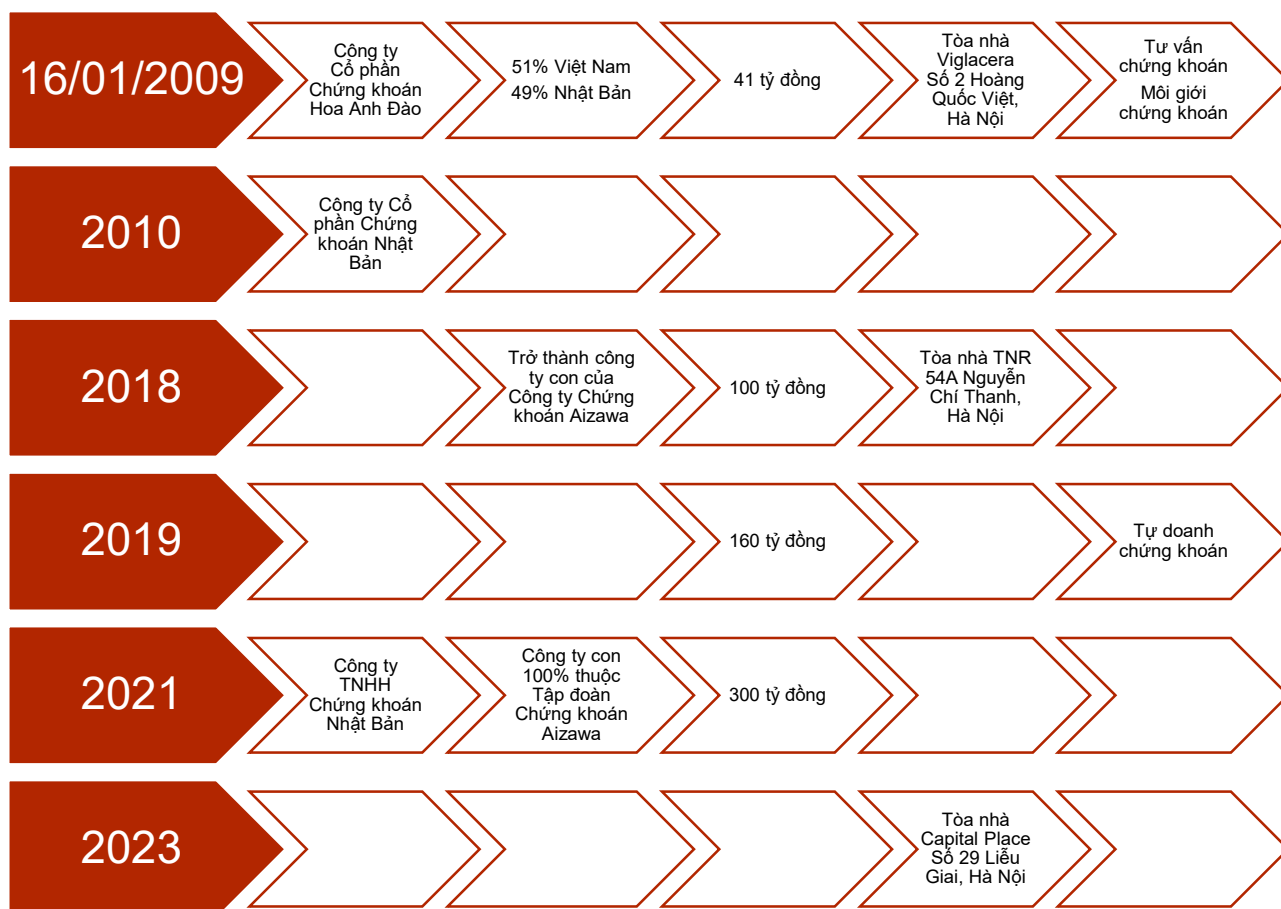 16/01/2009
Công ty
Cổ phần
Chứng khoán
Hoa Anh Đào
51% Việt Nam
49% Nhật Bản
41 tỷ đồng
Tòa nhà
Viglacera
Số 2 Hoàng
Quốc Việt,
Hà Nội
Tư vấn
chứng khoán
Môi giới
chứng khoán
2010
Công ty Cổ
phần Chứng
khoán Nhật
Bản
2018
Trở thành công
ty con của
Công ty Chứng
khoán Aizawa
100 tỷ đồng
Tòa nhà TNR
54A Nguyễn
Chí Thanh,
Hà Nội
2019
160 tỷ đồng
Tự doanh
chứng khoán
2021
Công ty
TNHH
Chứng khoán
Nhật Bản
Công ty con
100% thuộc
Tập đoàn
Chứng khoán
Aizawa
300 tỷ đồng
2023
Tòa nhà
Capital Place
Số 29 Liễu
Giai, Hà Nội